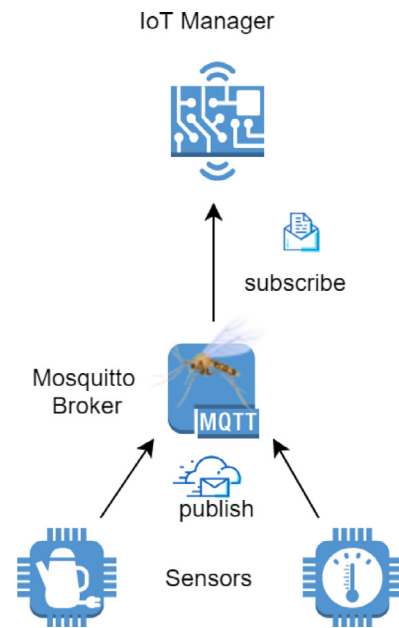 IoT Manager
subscribe
Mosquitto
Broker
MQTT
publish
Sensors